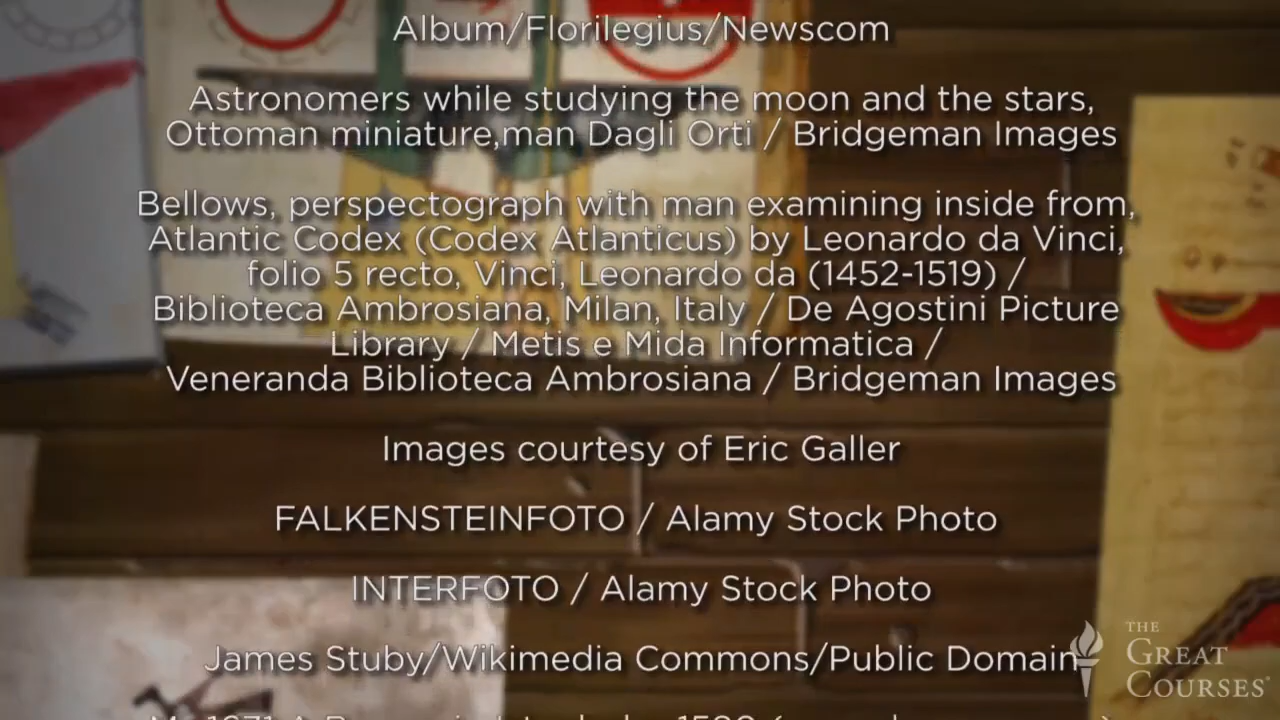 Album/Florilegius/Newscom
Astronomers while studying the moon and the stars,
Ottoman miniature,man Dagli Orti / Bridgeman Images
Bellows, perspectograph with man examining inside from,
Atlantic Codex (Codex Atlanticus) by Leonardo da Vinci,
folio 5 recto, Vinci, Leonardo da (1452-1519) /
Biblioteca Ambrosiana, Milan, Italy / De Agostini Picture
Library / Metis e Mida Informatica /
Veneranda Biblioteca Ambrosiana / Bridgeman Images
Images courtesy of Eric Galler
FALKENSTEINFOTO / Alamy Stock Photo
INTERFOTO / Alamy Stock Photo
James Stuby/Wikimedia Commons/Public Domain
THE
GREAT
COURSES®